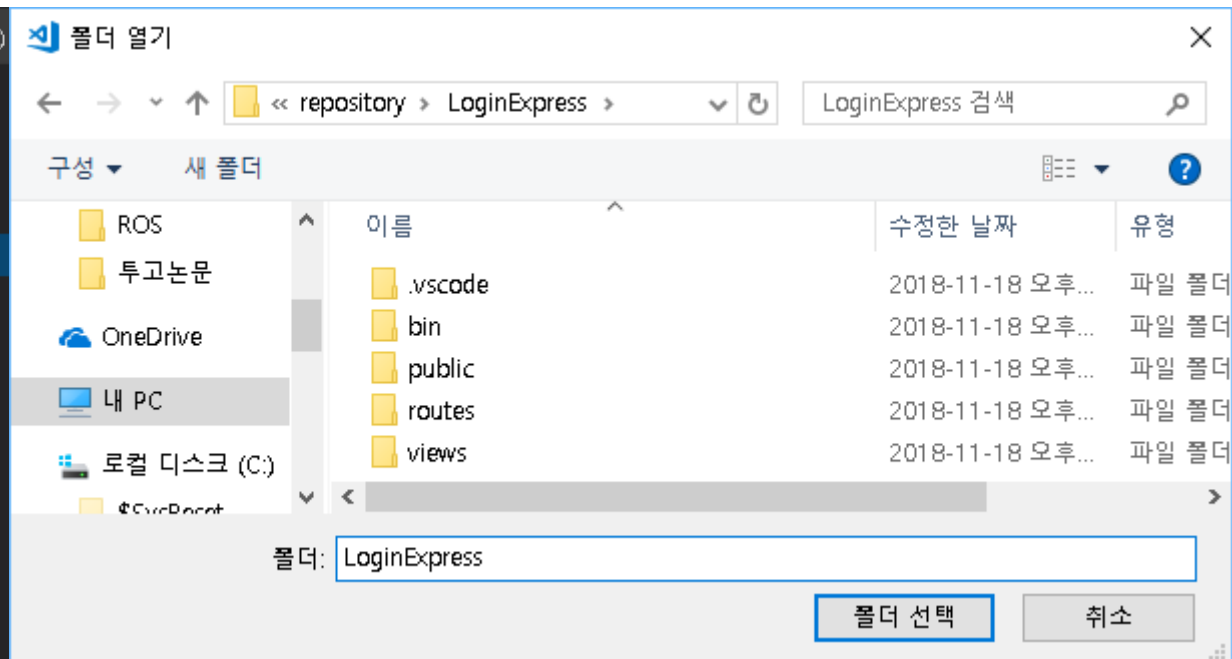 폴더 열기
« repository › LoginExpress ›
LoginExpress 검색
구성
새 폴더
ROS
투고논문
OneDrive
내 PC
로컬 디스크 (C:)
이름
수정한 날짜
유형
.vscode
2018-11-18 오후...
파일 폴더
bin
2018-11-18 오후...
파일 폴더
public
2018-11-18 오후...
파일 폴더
routes
2018-11-18 오후...
파일 폴더
views
2018-11-18 오후...
파일 폴더
폴더: LoginExpress
폴더 선택
취소